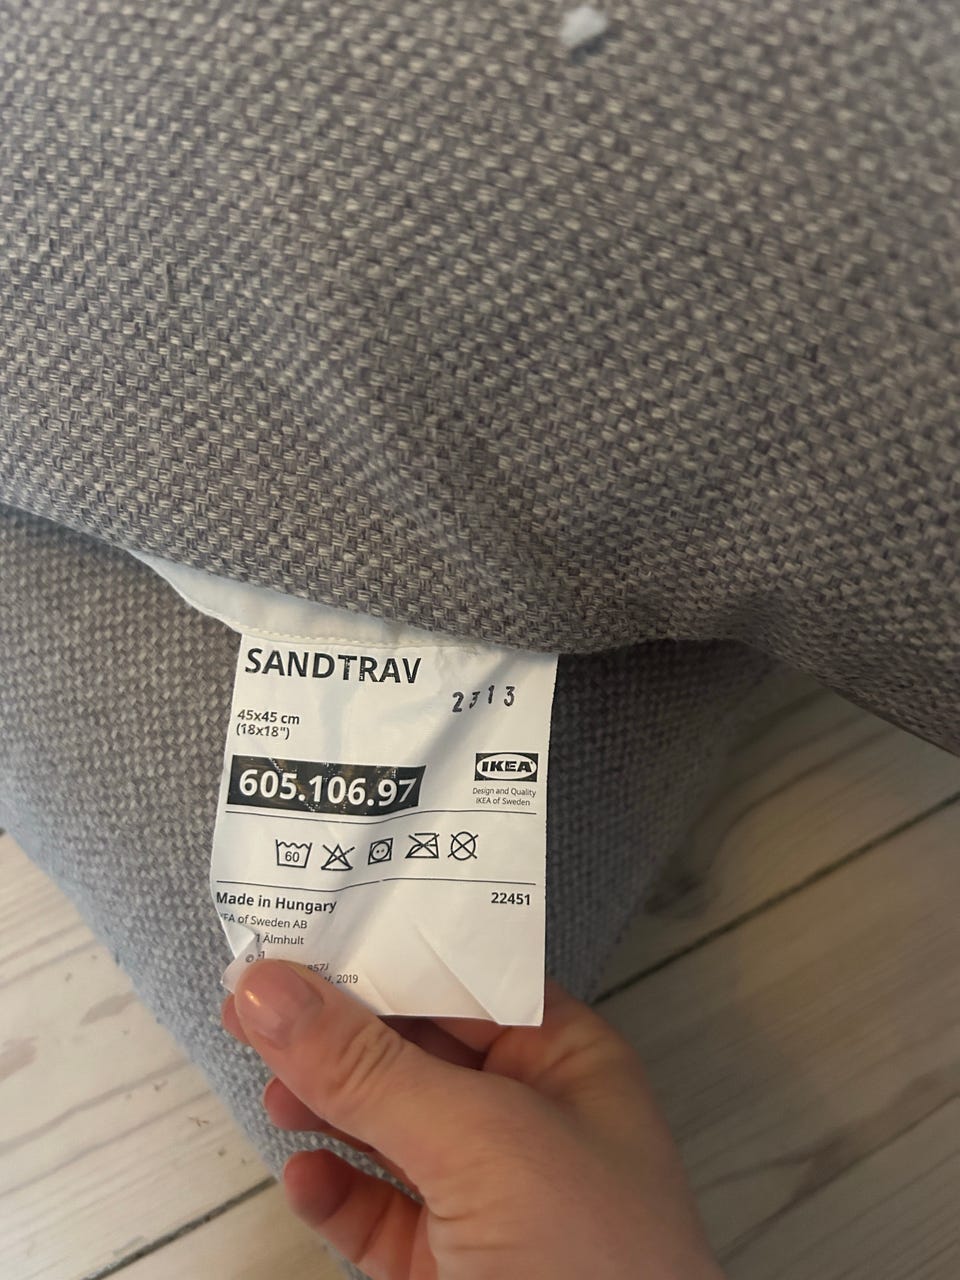 SANDTRAV
2313
45x45 cm
(18x18")
605.106.97
IKEA
Design and Quality
IKEA of Sweden
60
Made in Hungary
22451
of Sweden AB
Älmhult
©
2019